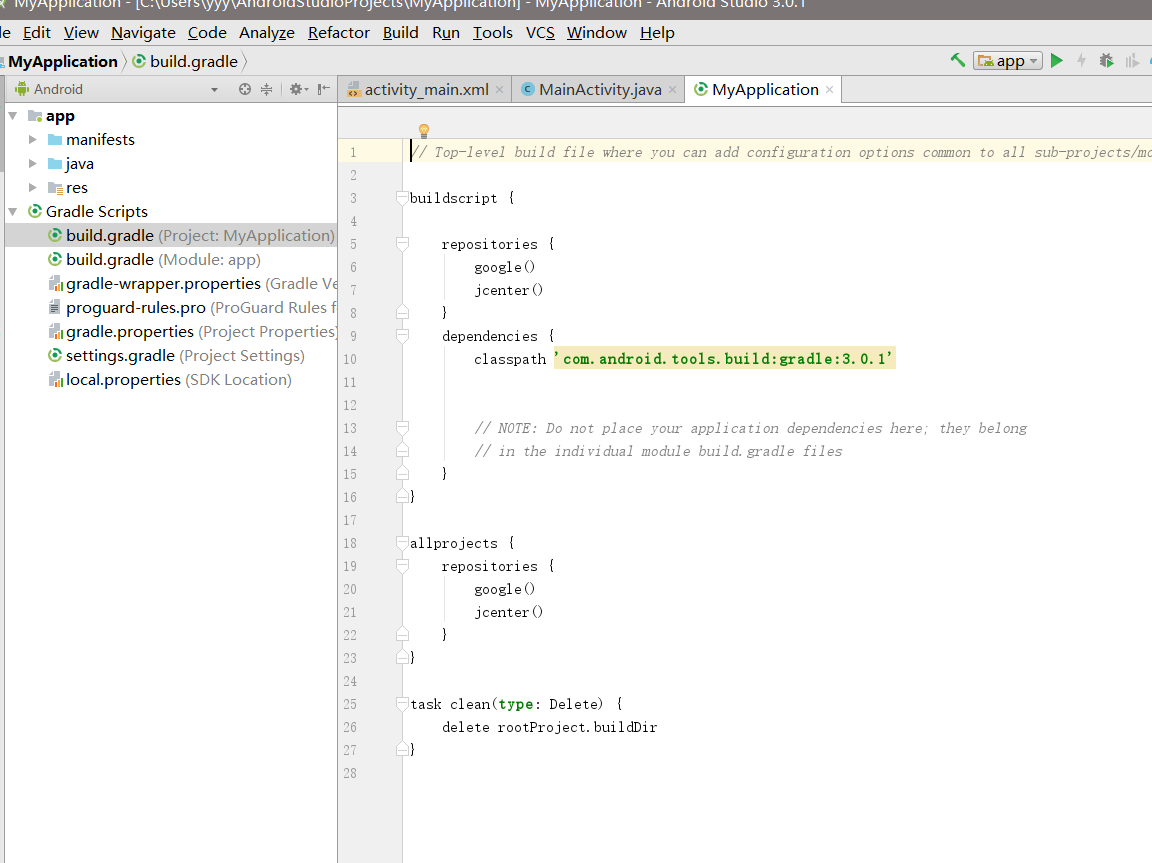 MyApplication - [C:\Users\yyy\AndroidStudioProjects\MyApplication] - MyApplication - Android Studio 3.0.1
le Edit View Navigate Code Analyze Refactor Build Run Tools VCS Window Help
MyApplication build.gradle app
Android activity_main.xml MainActivity.java MyApplication
app
manifests
java
res
Gradle Scripts
build.gradle (Project: MyApplication)
build.gradle (Module: app)
gradle-wrapper.properties (Gradle Ve
proguard-rules.pro (ProGuard Rules f
gradle.properties (Project Properties)
settings.gradle (Project Settings)
local.properties (SDK Location)
1 // Top-level build file where you can add configuration options common to all sub-projects/mo
2
3 buildscript {
4
5 repositories {
6 google()
7 jcenter()
8 }
9 dependencies {
10 classpath 'com.android.tools.build:gradle:3.0.1'
11
12
13 // NOTE: Do not place your application dependencies here; they belong
14 // in the individual module build.gradle files
15 }
16 }
17
18 allprojects {
19 repositories {
20 google()
21 jcenter()
22 }
23 }
24
25 task clean(type: Delete) {
26 delete rootProject.buildDir
27 }
28